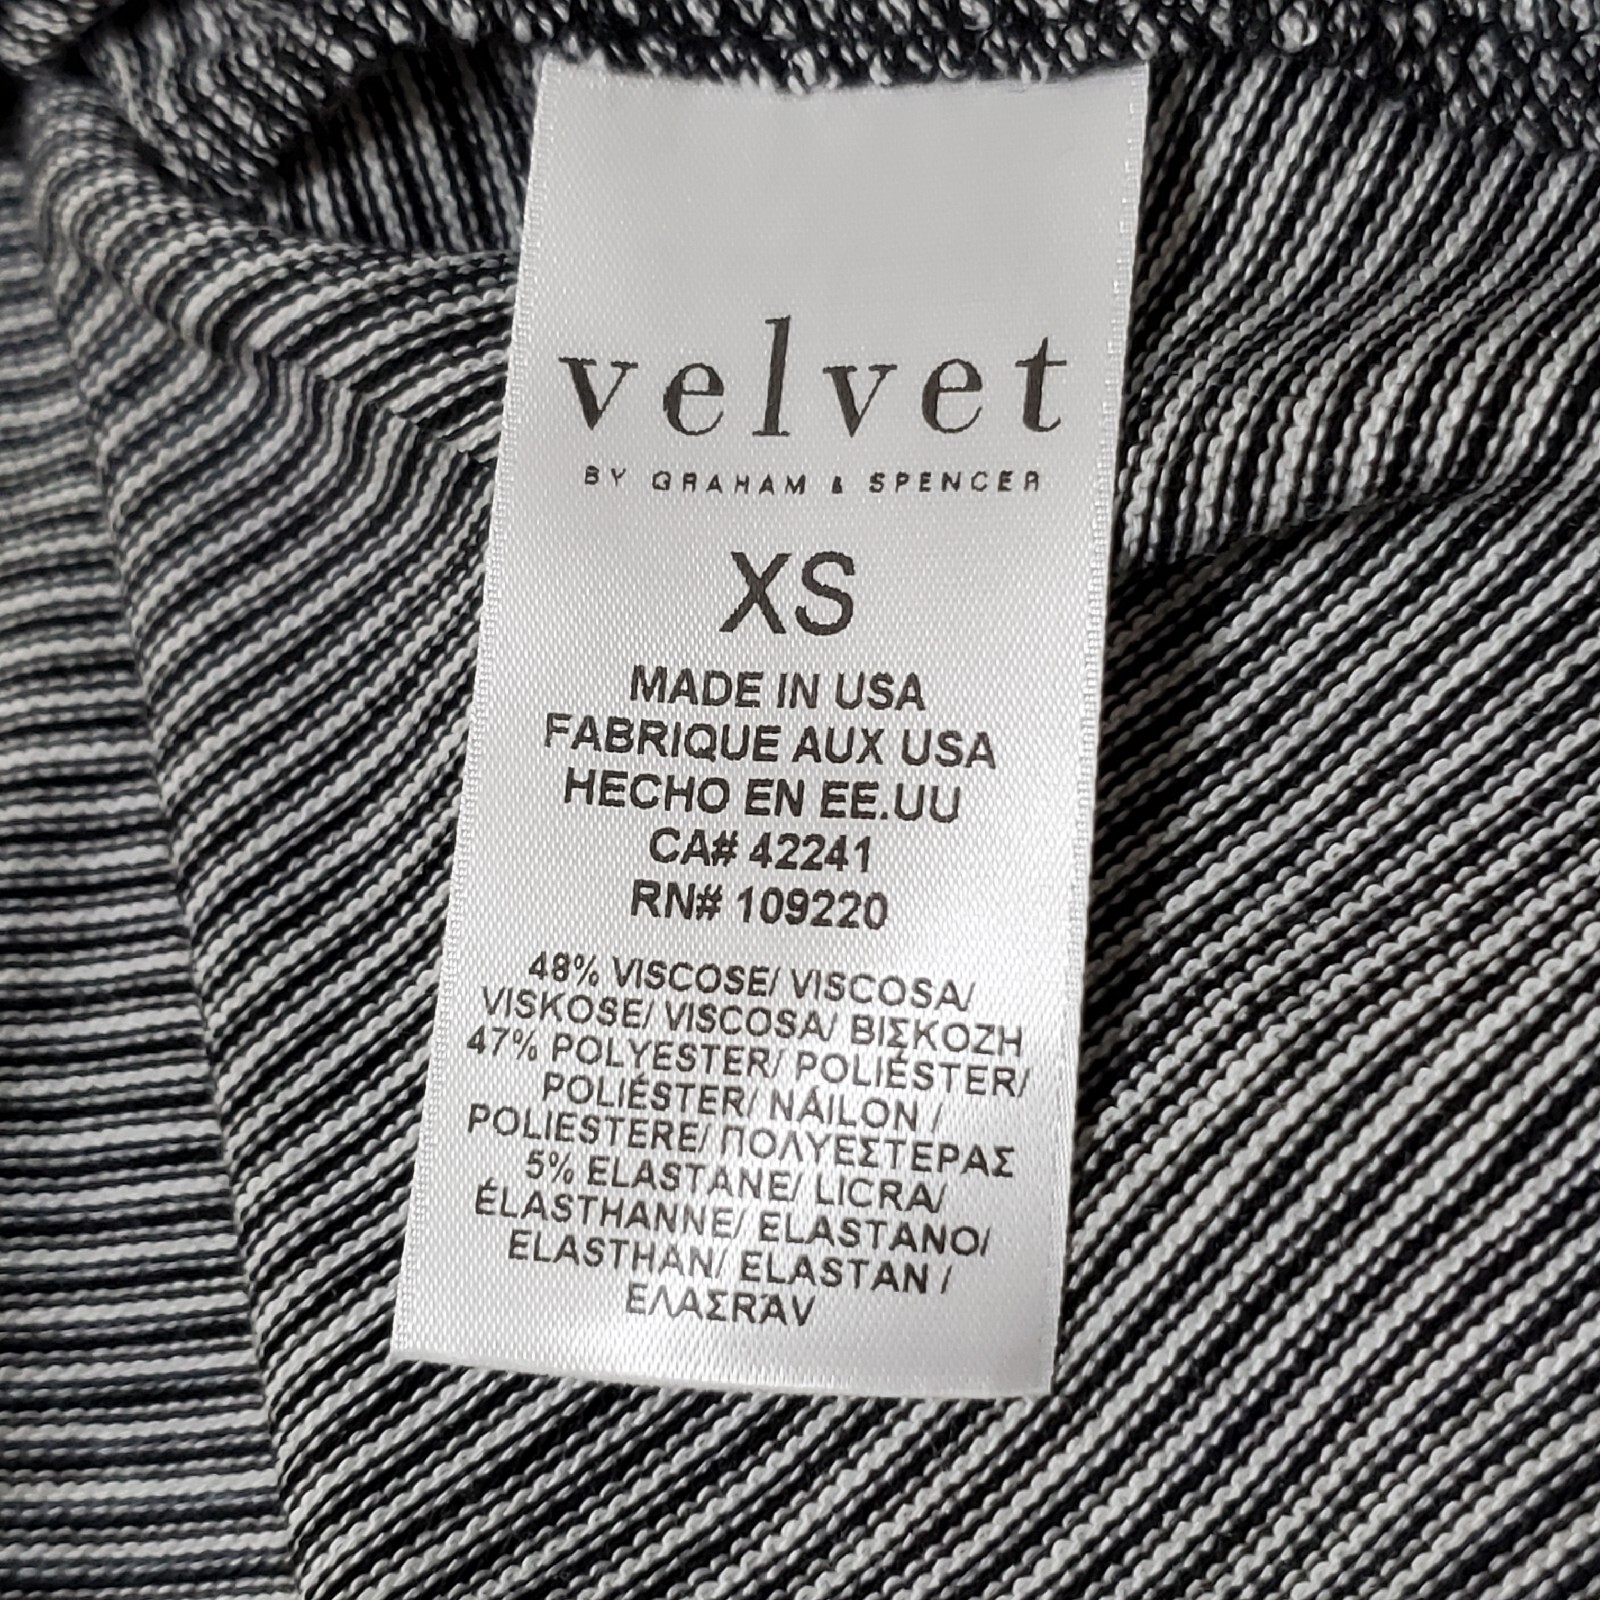 velvet
BY GRAHAM & SPENCER
XS
MADE IN USA
FABRIQUE AUX USA
HECHO EN EE.UU
CA# 42241
RN# 109220
48% VISCOSE/ VISCOSA/
VISKOSE/ VISCOSA/ ΒΙΣΚΟΖΗ
47% POLYESTER/ POLIÉSTER/
POLIÉSTER/ NÁILON /
POLIESTERE/ ΠΟΛΥΕΣΤΕΡΑΣ
5% ELASTANE/ LICRA/
ÉLASTHANNE/ ELASTANO/
ELASTHAN/ ELASTAN /
ΕΛΑΣRΆV